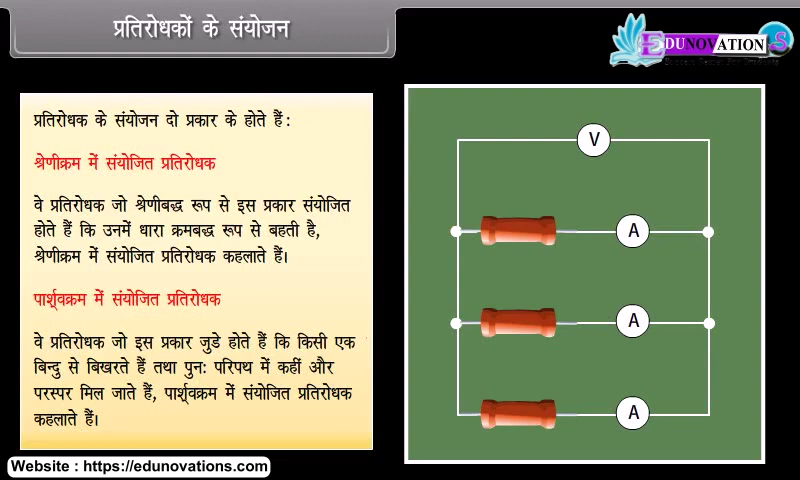 प्रतिरोधकों के संयोजन
EDUNOVATIONS
प्रतिरोधक के संयोजन दो प्रकार के होते हैं :
श्रेणीक्रम में संयोजित प्रतिरोधक
वे प्रतिरोधक जो श्रेणीबद्ध रूप से इस प्रकार संयोजित
होते हैं कि उनमें धारा क्रमबद्ध रूप से बहती है,
श्रेणीक्रम में संयोजित प्रतिरोधक कहलाते हैं।
पार्श्वक्रम में संयोजित प्रतिरोधक
वे प्रतिरोधक जो इस प्रकार जुडे होते हैं कि किसी एक
बिन्दु से बिखरते हैं तथा पुनः परिपथ में कहीं और
परस्पर मिल जाते हैं, पार्श्वक्रम में संयोजित प्रतिरोधक
कहलाते हैं।
V
A
A
A
Website : https://edunovations.com